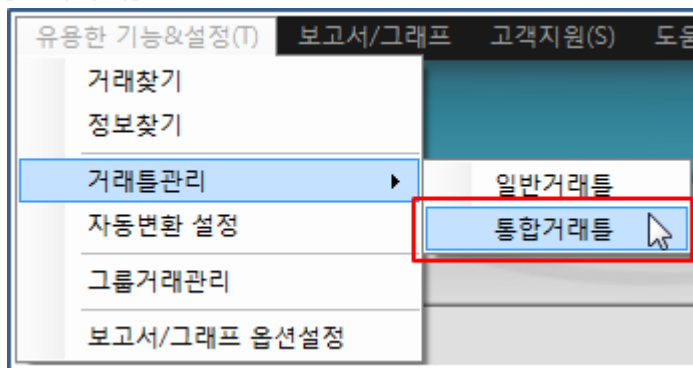 유용한 기능&설정(T) 보고서/그래프 고객지원(S)
거래찾기
정보찾기
거래틀관리
일반거래틀
자동변환 설정
통합거래틀
그룹거래관리
보고서/그래프 옵션설정